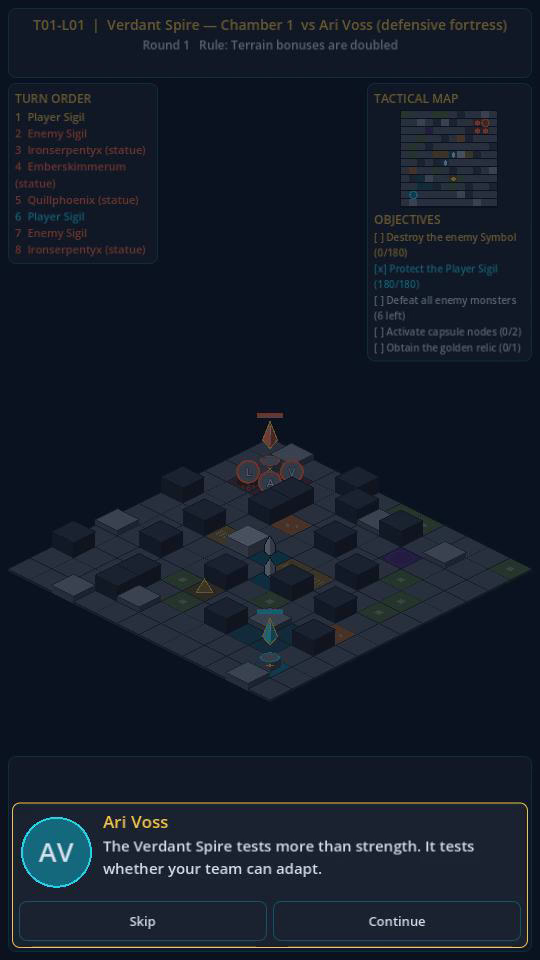 T01-L01 | Verdant Spire — Chamber 1 vs Ari Voss (defensive fortress)
Round 1 Rule: Terrain bonuses are doubled
TURN ORDER
1 Player Sigil
2 Enemy Sigil
3 Ironserpentyx (statue)
4 Emberskimmerum
(statue)
5 Quillphoenix (statue)
6 Player Sigil
7 Enemy Sigil
8 Ironserpentyx (statue)
TACTICAL MAP
OBJECTIVES
[ ] Destroy the enemy Symbol
(0/180)
[x] Protect the Player Sigil
(180/180)
[ ] Defeat all enemy monsters
(6 left)
[ ] Activate capsule nodes (0/2)
[ ] Obtain the golden relic (0/1)
L
V
A
AV
Ari Voss
The Verdant Spire tests more than strength. It tests
whether your team can adapt.
Skip
Continue